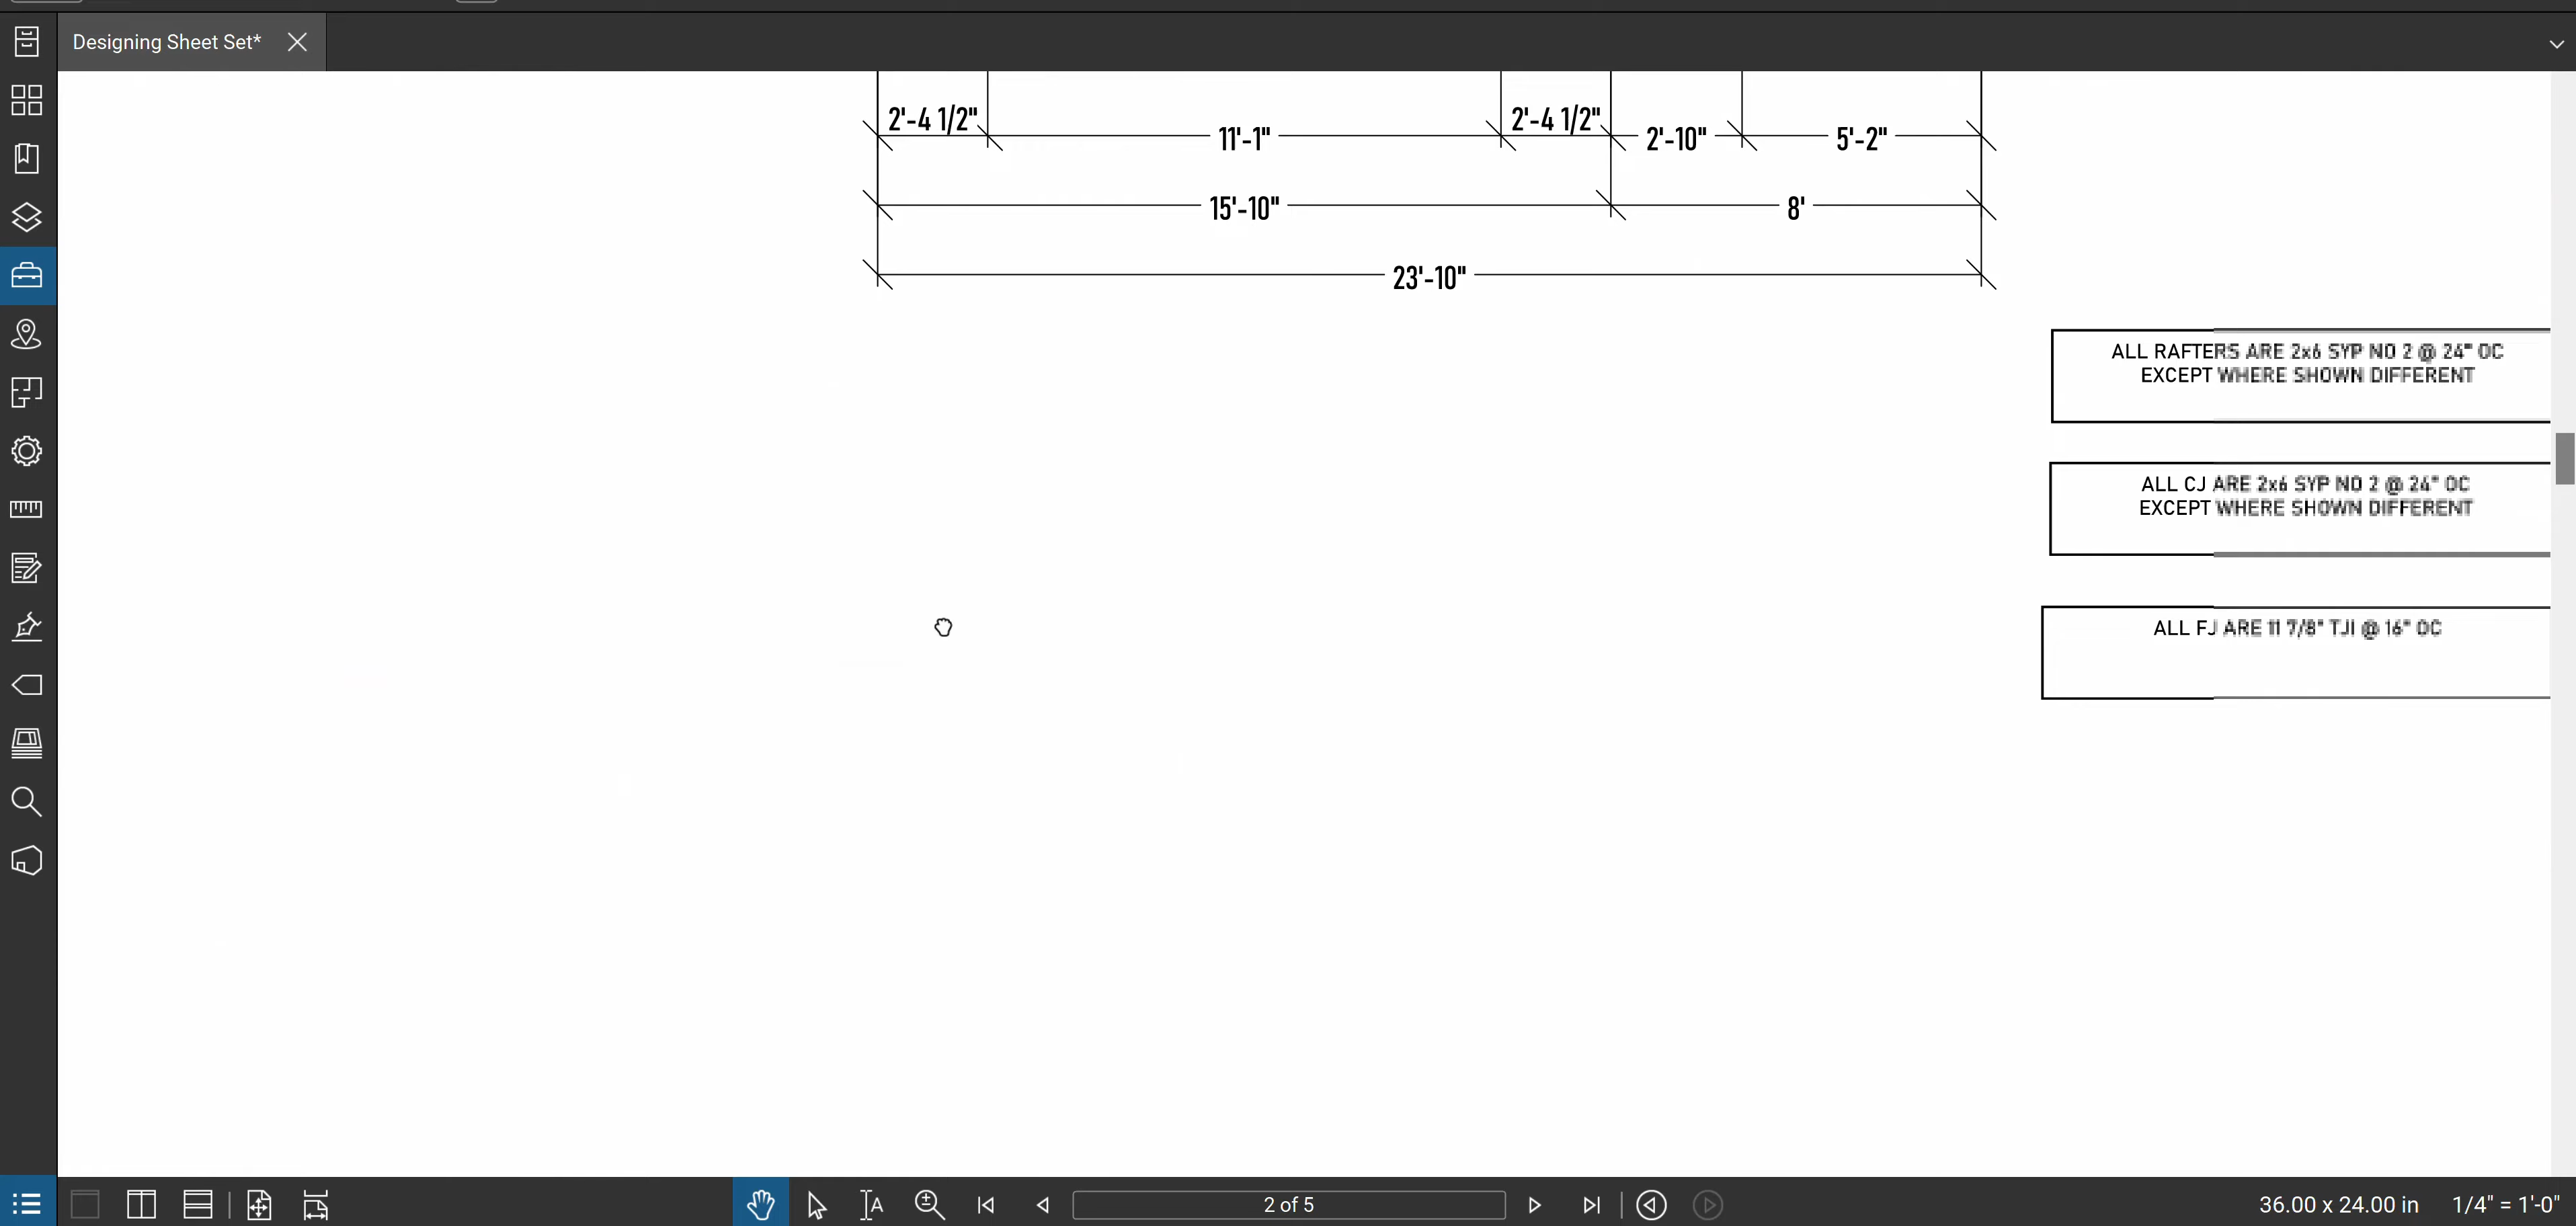 Designing Sheet Set*
2'-4 1/2" 11'-1" 2'-4 1/2" 2'-10" 5'-2"
15'-10" 8'
23'-10"
ALL RAFTERS ARE 2x6 SYP NO 2 @ 24" OC
EXCEPT WHERE SHOWN DIFFERENT
ALL CJ ARE 2x6 SYP NO 2 @ 24" OC
EXCEPT WHERE SHOWN DIFFERENT
ALL FJ ARE 11 7/8" TJI @ 16" OC
2 of 5
36.00 x 24.00 in 1/4" = 1'-0"